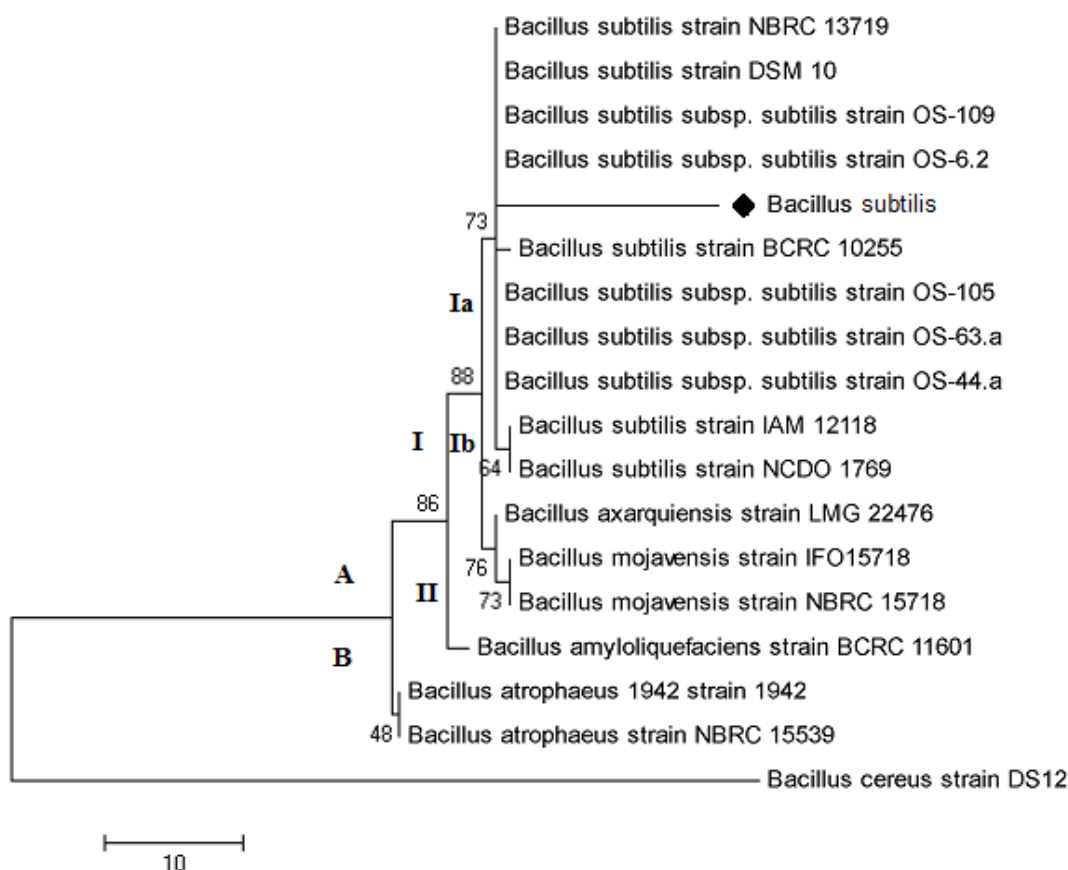 Bacillus subtilis strain NBRC 13719
Bacillus subtilis strain DSM 10
Bacillus subtilis subsp. subtilis strain OS-109
Bacillus subtilis subsp. subtilis strain OS-6.2
Bacillus subtilis
73
Bacillus subtilis strain BCRC 10255
Bacillus subtilis subsp. subtilis strain OS-105
Ia
Bacillus subtilis subsp. subtilis strain OS-63.a
88
Bacillus subtilis subsp. subtilis strain OS-44.a
Bacillus subtilis strain IAM 12118
I
Ib
64
Bacillus subtilis strain NCDO 1769
86
Bacillus axarquiensis strain LMG 22476
Bacillus mojavensis strain IFO15718
76
A
II
73
Bacillus mojavensis strain NBRC 15718
Bacillus amyloliquefaciens strain BCRC 11601
B
Bacillus atrophaeus 1942 strain 1942
48
Bacillus atrophaeus strain NBRC 15539
Bacillus cereus strain DS12
10